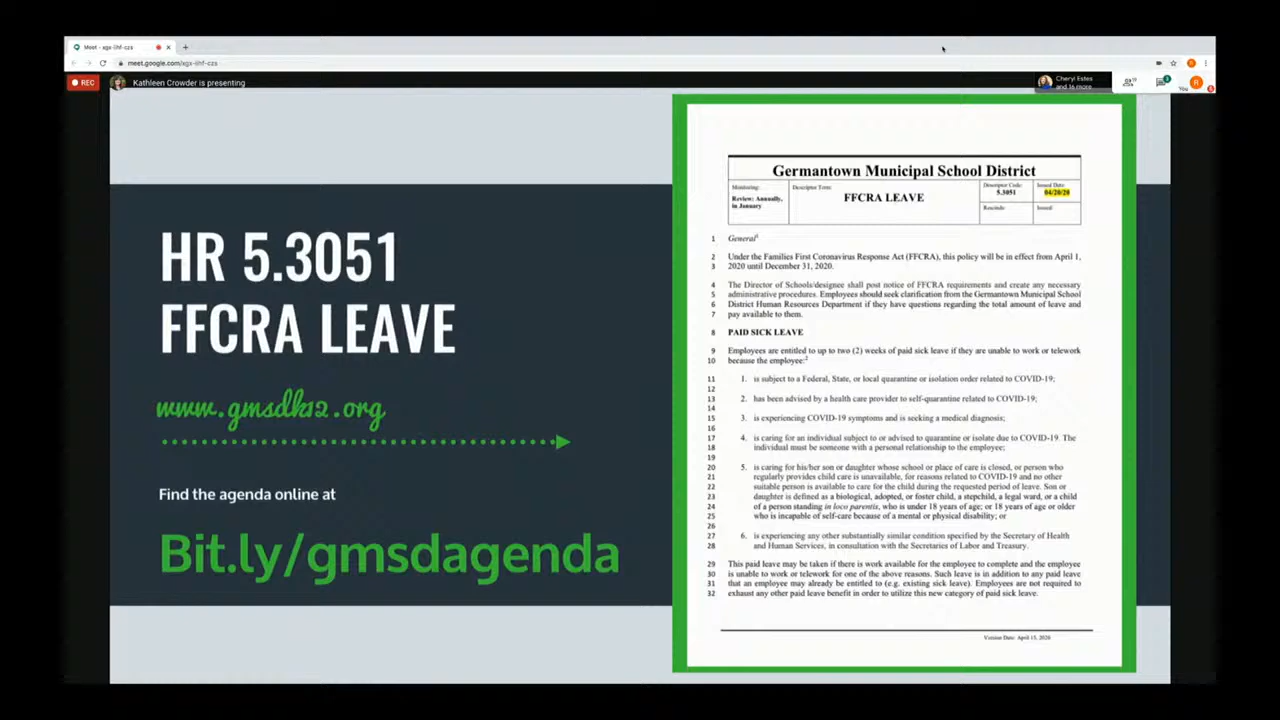 Meet - xgx-iihf-czs
meet.google.com/xgx-iihf-czs
REC
Kathleen Crowder is presenting
Cheryl Estes
and 16 more
You
R
HR 5.3051
FFCRA LEAVE
www.gmsdk12.org
Find the agenda online at
Bit.ly/gmsdagenda
Germantown Municipal School District
Monitoring:
Review: Annually,
in January
Descriptor Term:
FFCRA LEAVE
Descriptor Code:
5.3051
Issued Date:
04/20/20
Rescinds:
Issued
1 General¹
2 Under the Families First Coronavirus Response Act (FFCRA), this policy will be in effect from April 1,
3 2020 until December 31, 2020.
4 The Director of Schools/designee shall post notice of FFCRA requirements and create any necessary
5 administrative procedures. Employees should seek clarification from the Germantown Municipal School
6 District Human Resources Department if they have questions regarding the total amount of leave and
7 pay available to them.
8 PAID SICK LEAVE
9 Employees are entitled to up to two (2) weeks of paid sick leave if they are unable to work or telework
10 because the employee:²
11 1. is subject to a Federal, State, or local quarantine or isolation order related to COVID-19;
12
13 2. has been advised by a health care provider to self-quarantine related to COVID-19;
14
15 3. is experiencing COVID-19 symptoms and is seeking a medical diagnosis;
16
17 4. is caring for an individual subject to or advised to quarantine or isolate due to COVID-19. The
18 individual must be someone with a personal relationship to the employee;
19
20 5. is caring for his/her son or daughter whose school or place of care is closed, or person who
21 regularly provides child care is unavailable, for reasons related to COVID-19 and no other
22 suitable person is available to care for the child during the requested period of leave. Son or
23 daughter is defined as a biological, adopted, or foster child, a stepchild, a legal ward, or a child
24 of a person standing in loco parentis, who is under 18 years of age; or 18 years of age or older
25 who is incapable of self-care because of a mental or physical disability; or
26
27 6. is experiencing any other substantially similar condition specified by the Secretary of Health
28 and Human Services, in consultation with the Secretaries of Labor and Treasury.
29 This paid leave may be taken if there is work available for the employee to complete and the employee
30 is unable to work or telework for one of the above reasons. Such leave is in addition to any paid leave
31 that an employee may already be entitled to (e.g. existing sick leave). Employees are not required to
32 exhaust any other paid leave benefit in order to utilize this new category of paid sick leave.
Version Date: April 15, 2020